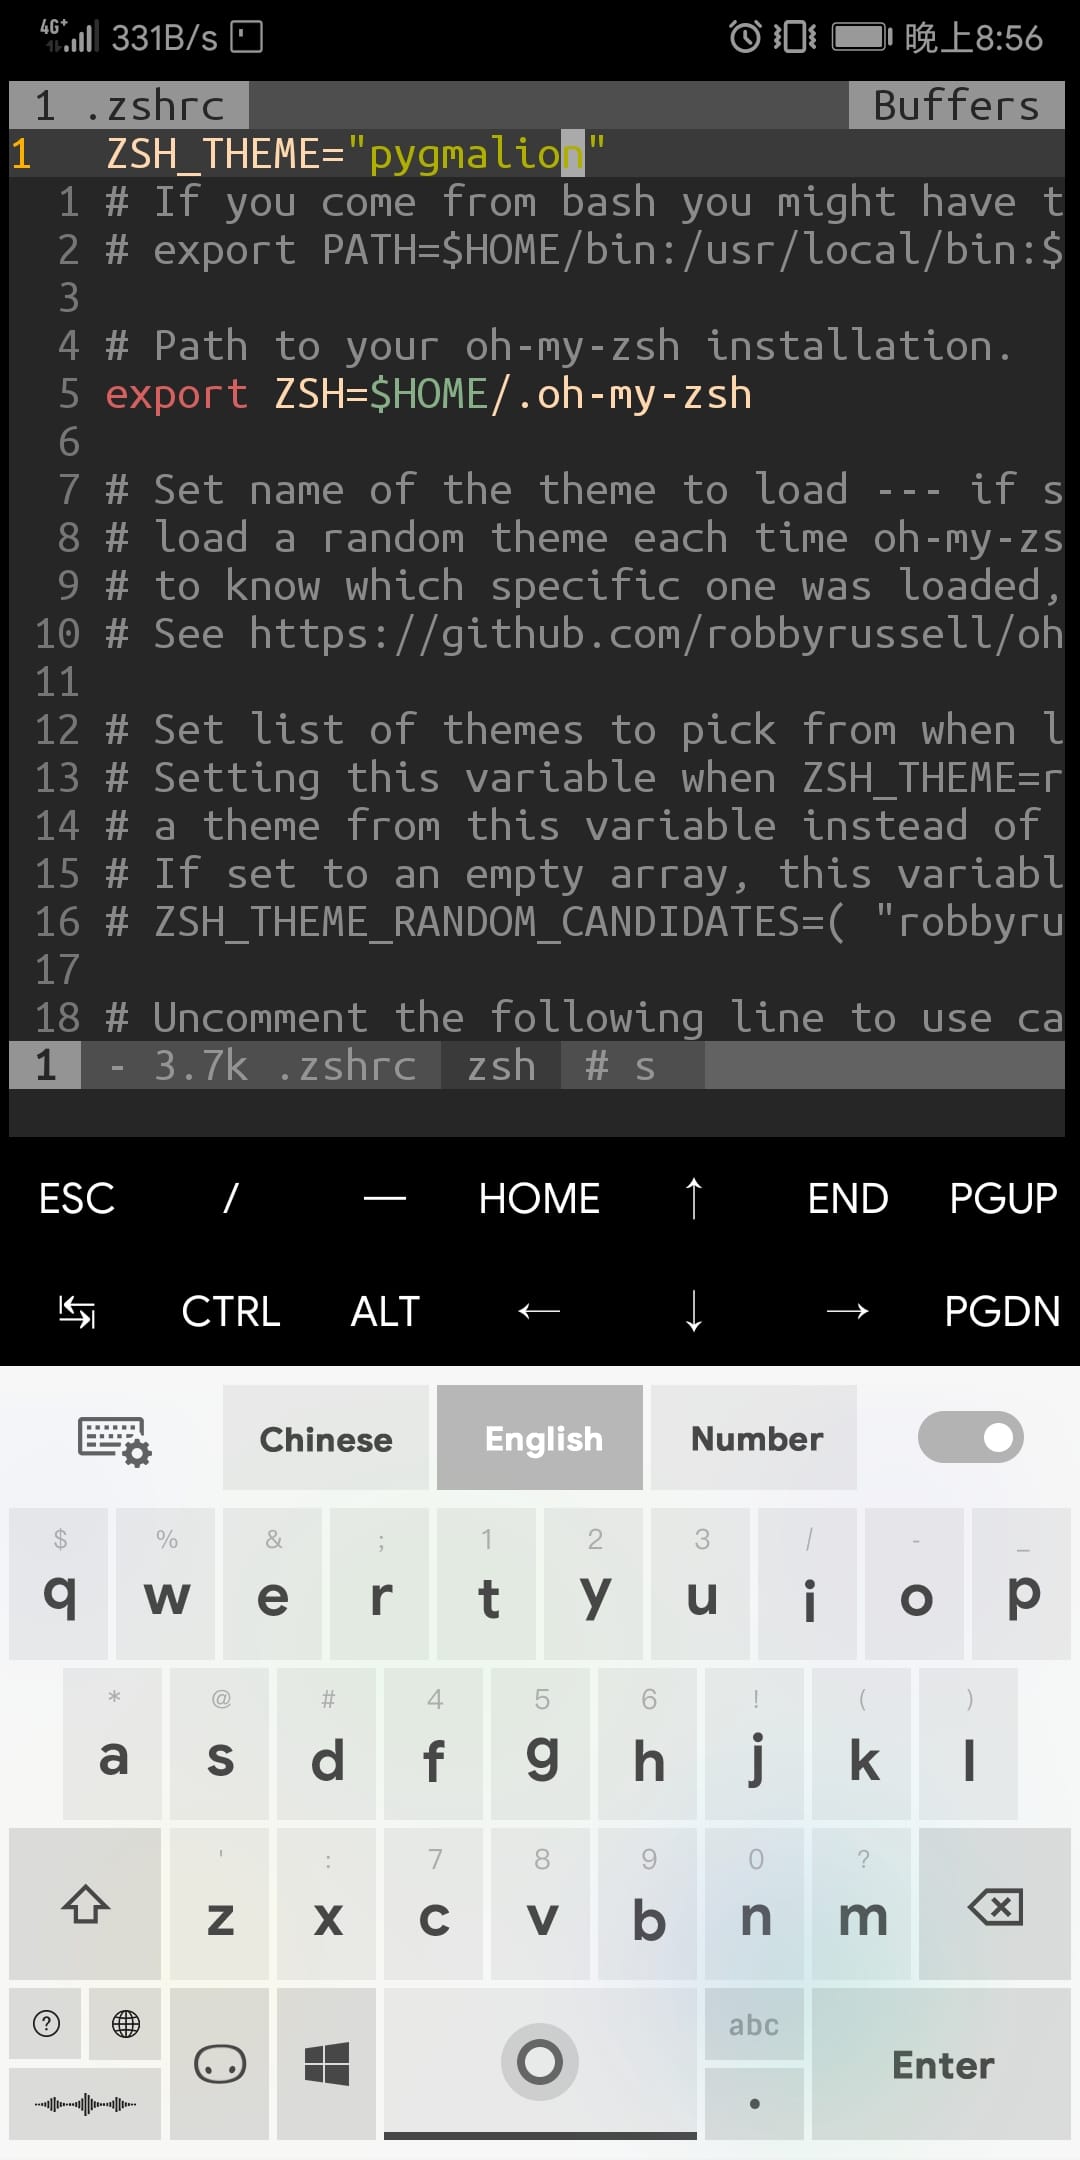 4G+ 331B/s 晚上8:56
1 .zshrc Buffers
1 ZSH_THEME="pygmalion"
1 # If you come from bash you might have t
2 # export PATH=$HOME/bin:/usr/local/bin:$
3
4 # Path to your oh-my-zsh installation.
5 export ZSH=$HOME/.oh-my-zsh
6
7 # Set name of the theme to load --- if s
8 # load a random theme each time oh-my-zs
9 # to know which specific one was loaded,
10 # See https://github.com/robbyrussell/oh
11
12 # Set list of themes to pick from when l
13 # Setting this variable when ZSH_THEME=r
14 # a theme from this variable instead of
15 # If set to an empty array, this variabl
16 # ZSH_THEME_RANDOM_CANDIDATES=( "robbyru
17
18 # Uncomment the following line to use ca
1 - 3.7k .zshrc zsh # s
ESC / — HOME ↑ END PGUP
↹ CTRL ALT ← ↓ → PGDN
Chinese English Number
$ % & ; 1 2 3 / - _
q w e r t y u i o p
* @ # 4 5 6 ! ( )
a s d f g h j k l
' : 7 8 9 0 ?
z x c v b n m
? abc
Enter
.